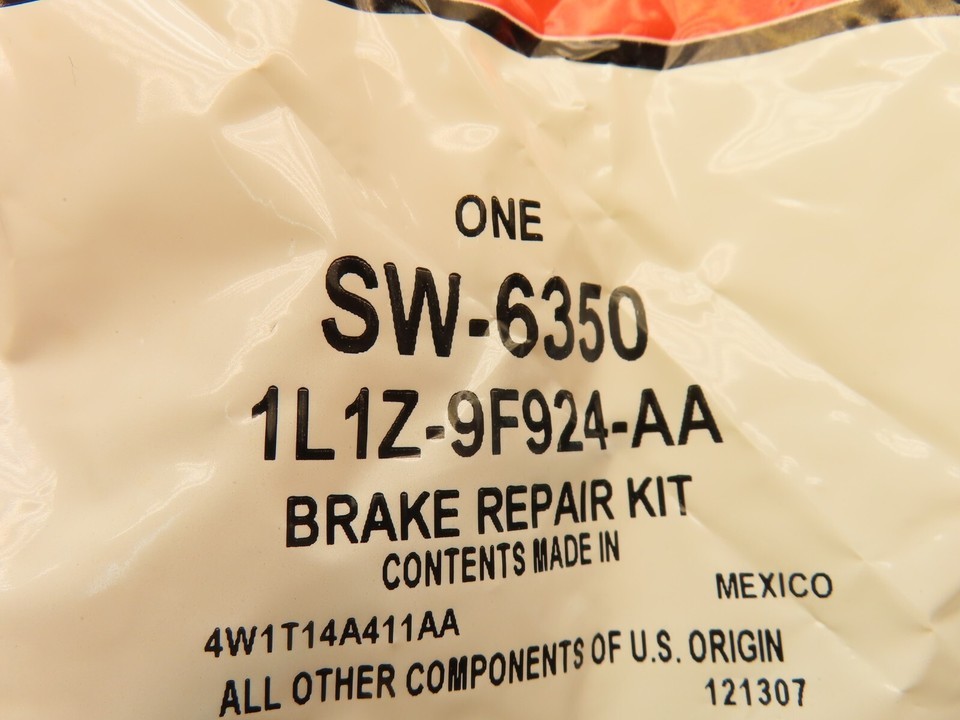 ONE
SW-6350
1L1Z-9F924-AA
BRAKE REPAIR KIT
CONTENTS MADE IN
MEXICO
4W1T14A411AA
ALL OTHER COMPONENTS OF U.S. ORIGIN
121307